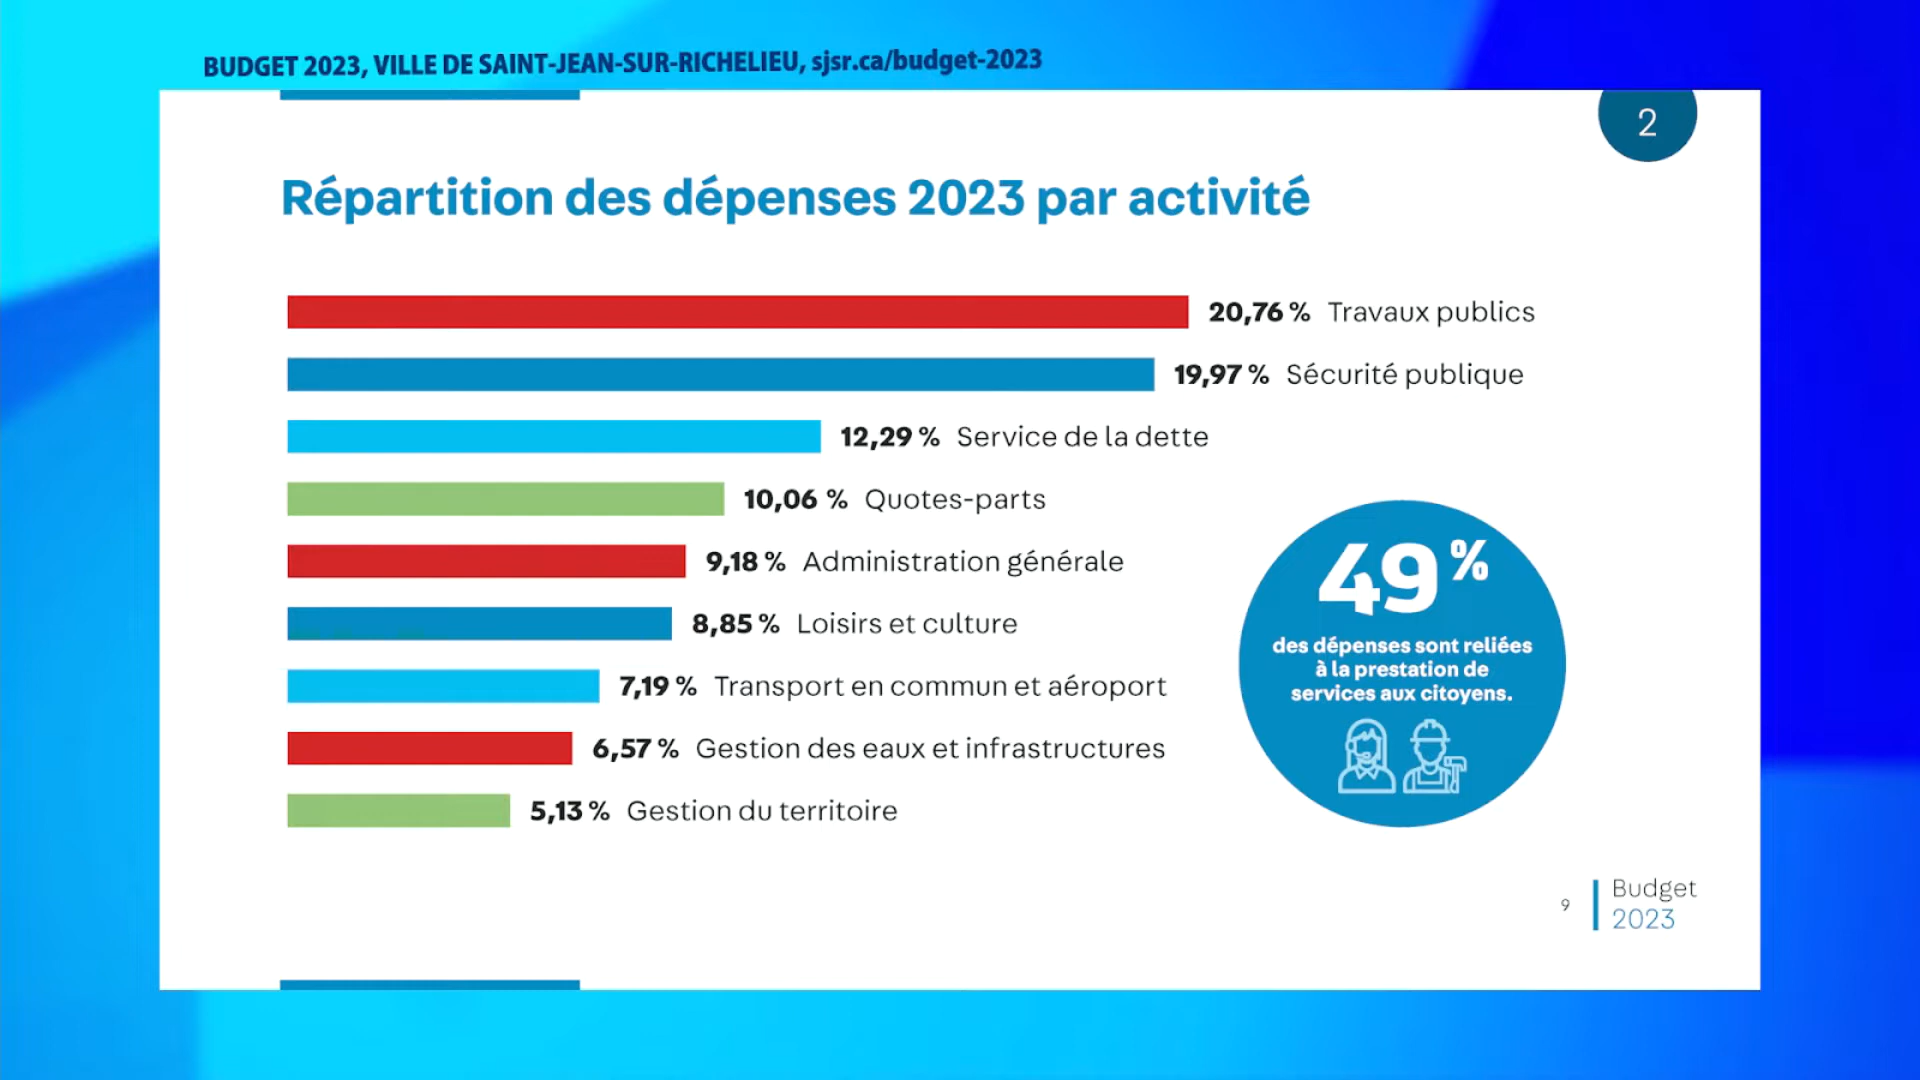 BUDGET 2023, VILLE DE SAINT-JEAN-SUR-RICHELIEU, sjsr.ca/budget-2023
2
Répartition des dépenses 2023 par activité
20,76 % Travaux publics
19,97 % Sécurité publique
12,29 % Service de la dette
10,06 % Quotes-parts
9,18 % Administration générale
8,85 % Loisirs et culture
7,19 % Transport en commun et aéroport
6,57 % Gestion des eaux et infrastructures
5,13 % Gestion du territoire
49 %
des dépenses sont reliées
à la prestation de
services aux citoyens.
9
Budget
2023